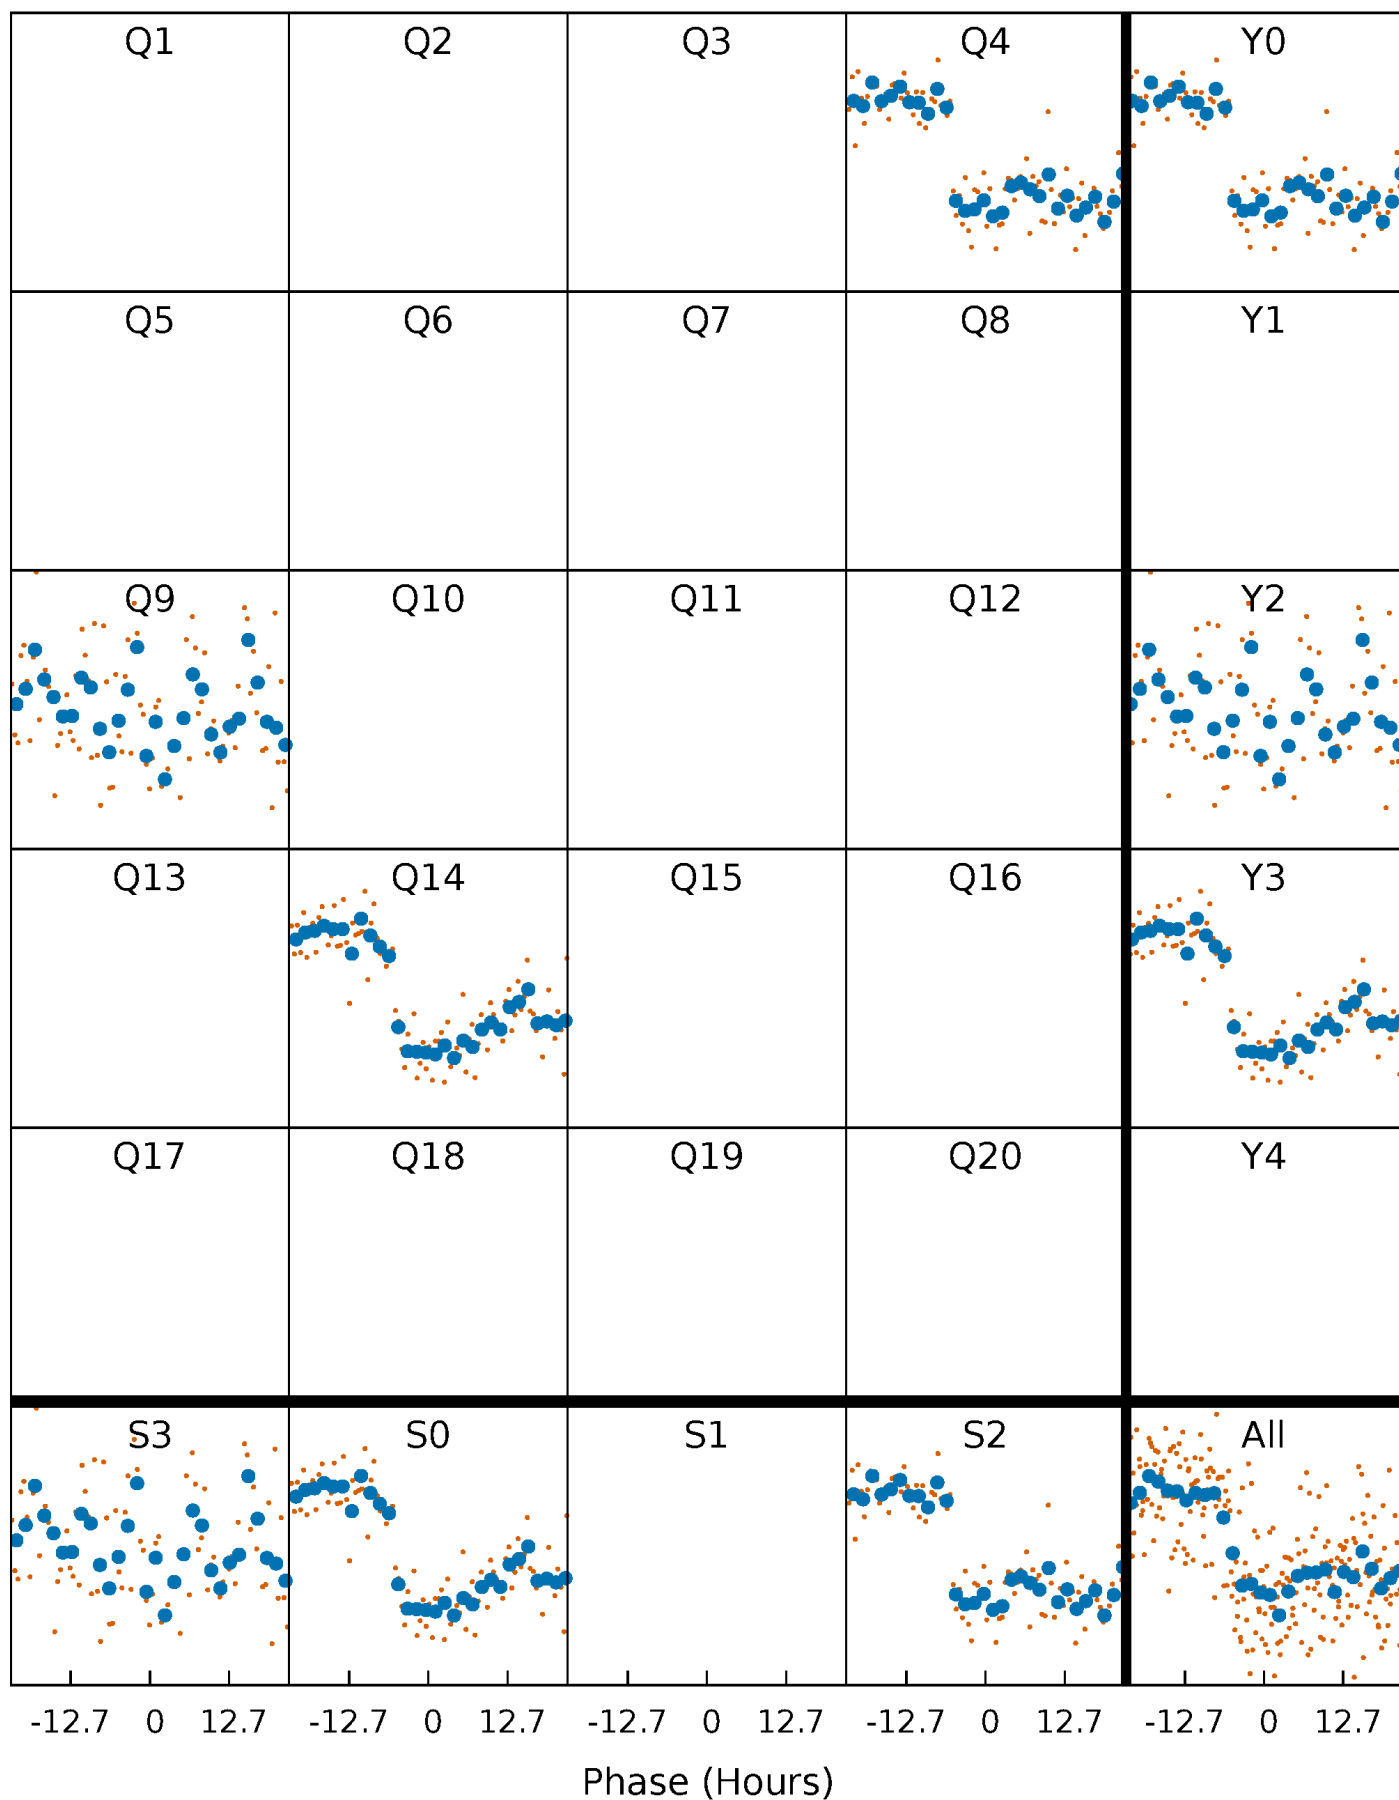 Q1 Q2 Q3 Q4 Y0
Q5 Q6 Q7 Q8 Y1
Q9 Q10 Q11 Q12 Y2
Q13 Q14 Q15 Q16 Y3
Q17 Q18 Q19 Q20 Y4
S3 S0 S1 S2 All
-12.7 0 12.7 -12.7 0 12.7 -12.7 0 12.7 -12.7 0 12.7 -12.7 0 12.7
Phase (Hours)